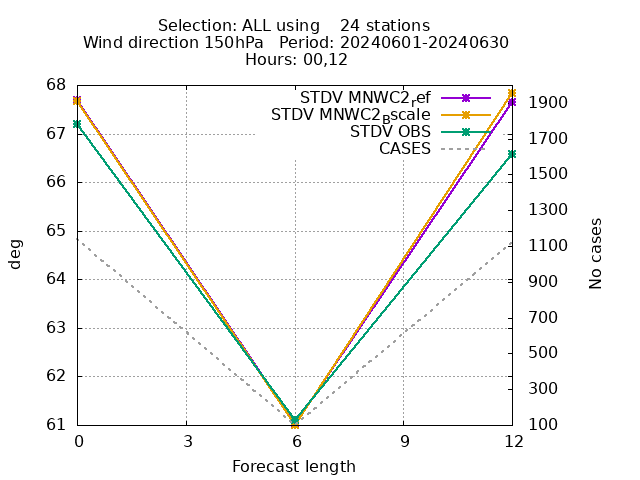 Selection: ALL using    24 stations
Wind direction 150hPa   Period: 20240601-20240630
Hours: 00,12
STDV MNWC2ref
STDV MNWC2Bscale
STDV OBS
CASES
68
67
66
65
64
63
62
61
deg
1900
1700
1500
1300
1100
900
700
500
300
100
No cases
0 3 6 9 12
Forecast length